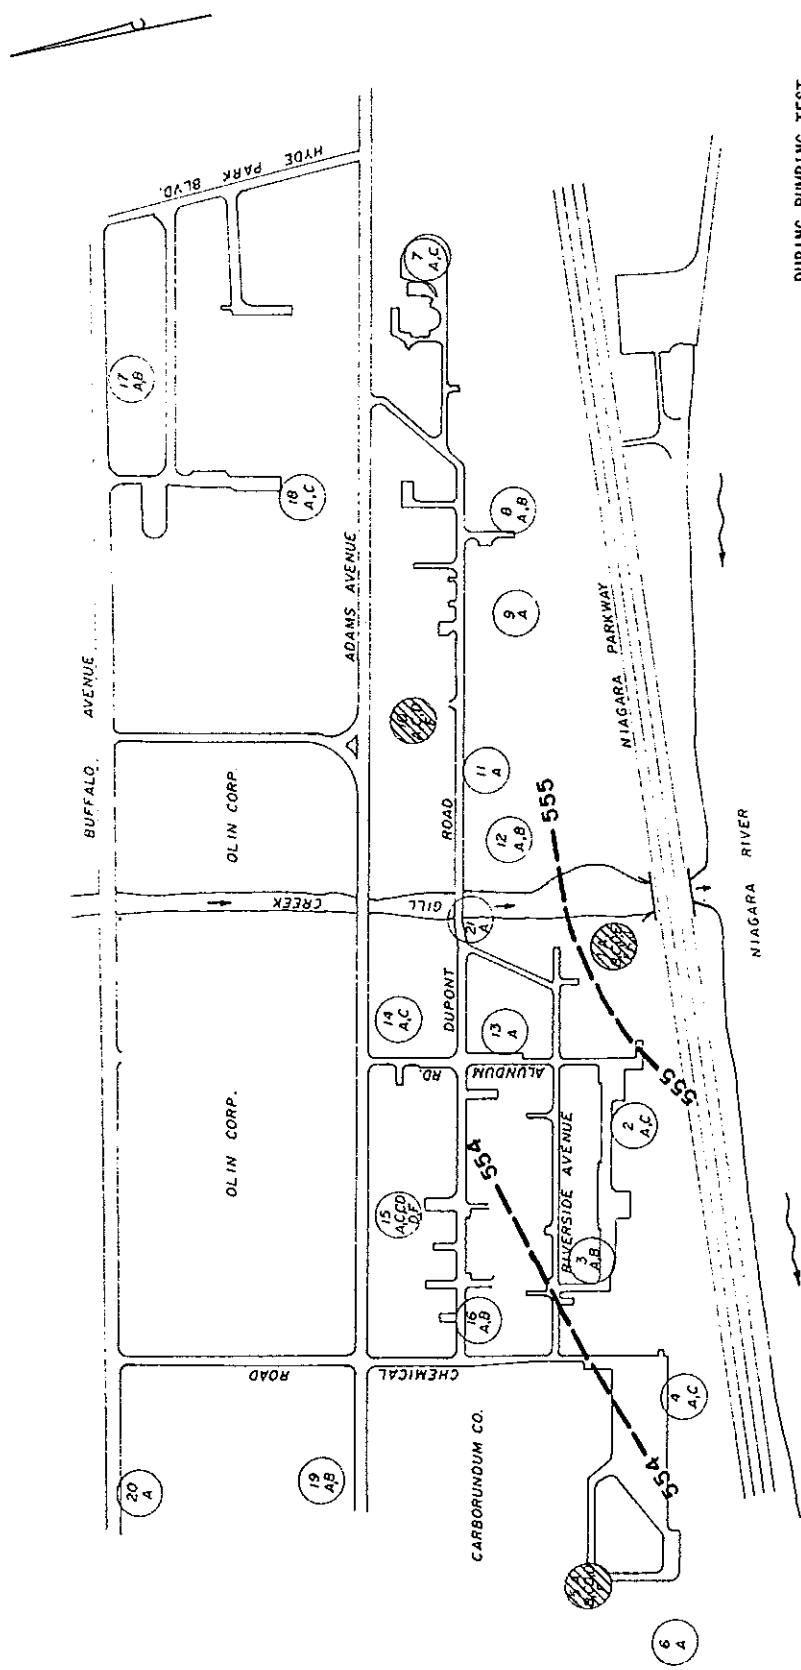 HYDE PARK BLVD.
BUFFALO AVENUE
17
A,B
18
A,C
7
A,C
ADAMS AVENUE
8
A,B
9
A
OLIN CORP.
ROAD
11
A
12
A,B
555
NIAGARA PARKWAY
NIAGARA RIVER
CREEK
GILL
21
A
DUPONT
14
A,C
13
A
OLIN CORP.
RD.
ALUNDUM
555
2
A,C
554
15
RIVERSIDE AVENUE
3
A,B
16
A,B
ROAD
CHEMICAL
4
A,C
CARBORUNDUM CO.
554
20
A
19
A,B
6
A
DURING PUMPING TEST